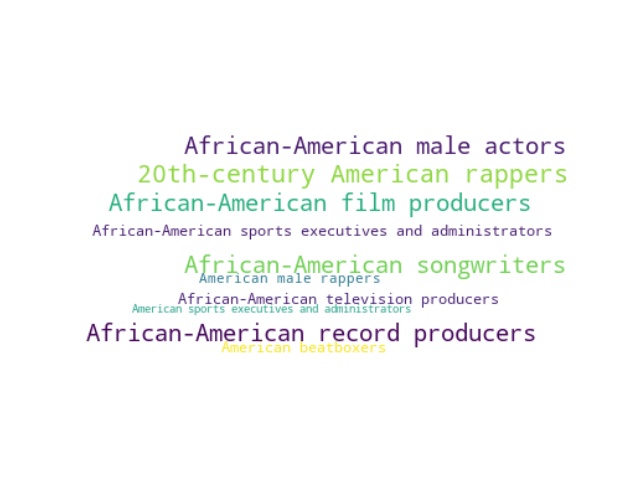 African-American male actors
20th-century American rappers
African-American film producers
African-American sports executives and administrators
African-American songwriters
American male rappers
African-American television producers
American sports executives and administrators
African-American record producers
American beatboxers